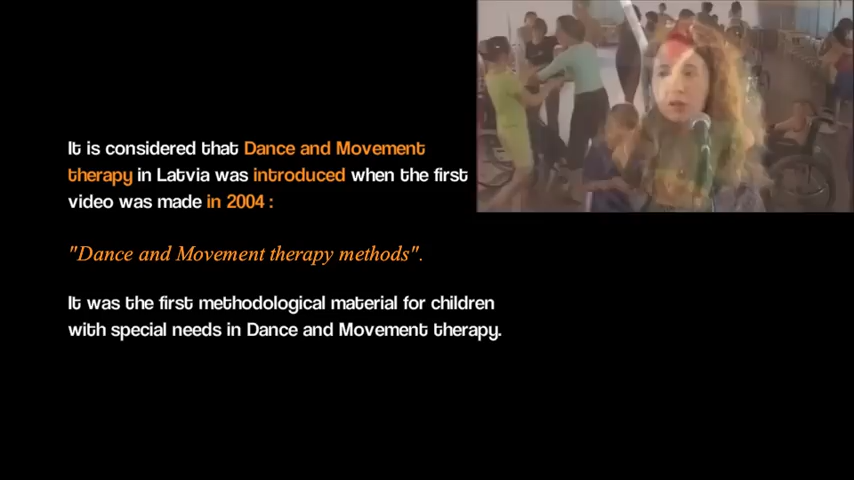 It is considered that Dance and Movement
therapy in Latvia was introduced when the first
video was made in 2004 :
"Dance and Movement therapy methods".
It was the first methodological material for children
with special needs in Dance and Movement therapy.